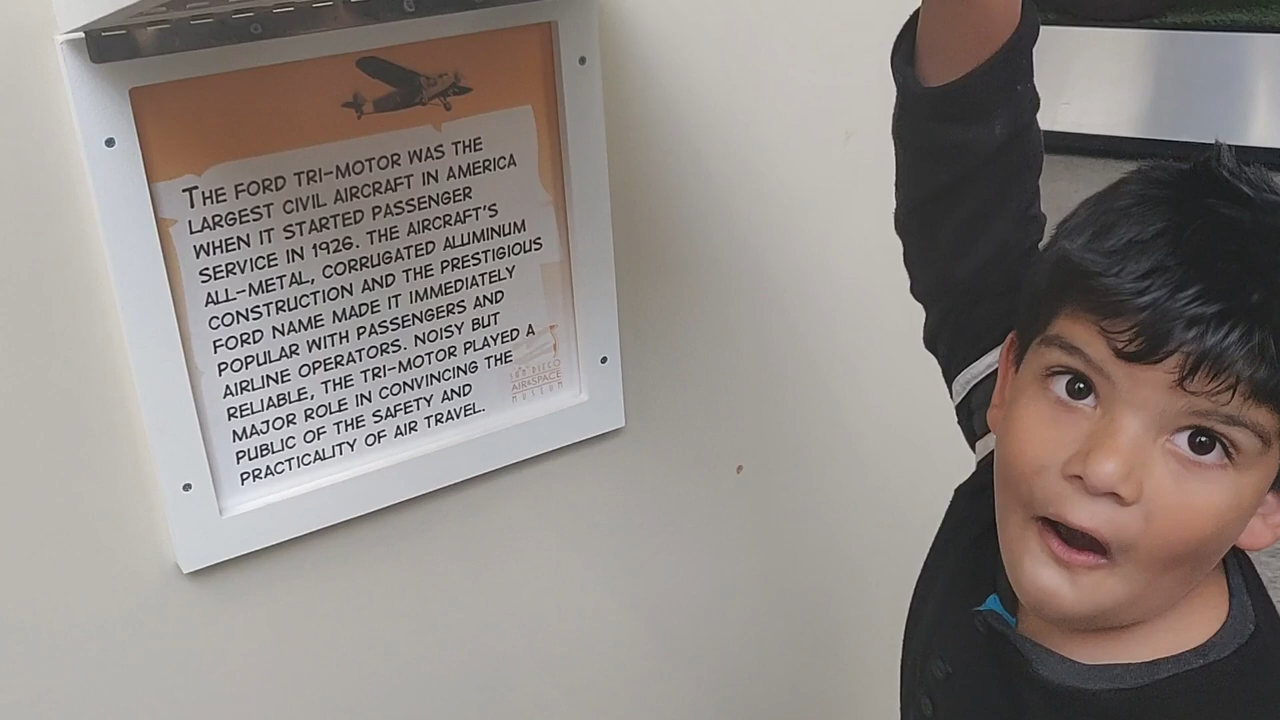 THE FORD TRI-MOTOR WAS THE
LARGEST CIVIL AIRCRAFT IN AMERICA
WHEN IT STARTED PASSENGER
SERVICE IN 1926. THE AIRCRAFT'S
ALL-METAL, CORRUGATED ALUMINUM
CONSTRUCTION AND THE PRESTIGIOUS
FORD NAME MADE IT IMMEDIATELY
POPULAR WITH PASSENGERS AND
AIRLINE OPERATORS. NOISY BUT
RELIABLE, THE TRI-MOTOR PLAYED A
MAJOR ROLE IN CONVINCING THE
PUBLIC OF THE SAFETY AND
PRACTICALITY OF AIR TRAVEL.
SAN DIEGO
AIR & SPACE
MUSEUM